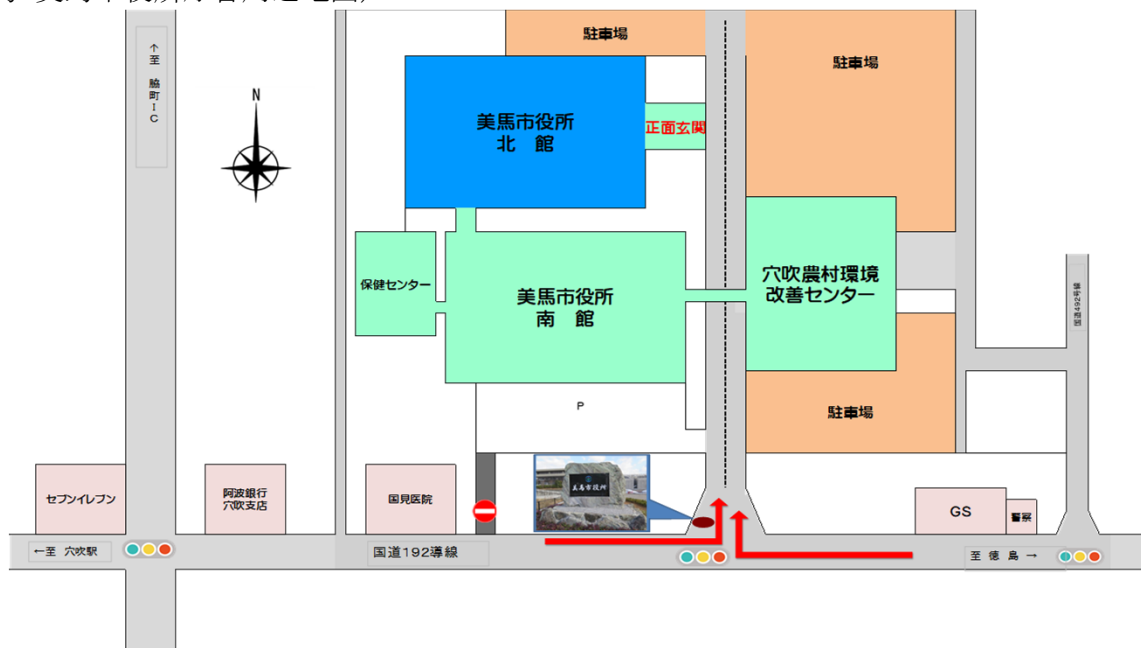 駐車場
駐車場
↑至 脇町IC
N
美馬市役所
北 館
正面玄関
保健センター
美馬市役所
南 館
穴吹農村環境
改善センター
国道492号線
P
駐車場
美馬市役所
セブンイレブン
阿波銀行
穴吹支店
国見医院
GS
警察
←至 穴吹駅
国道192導線
至 徳 島 →